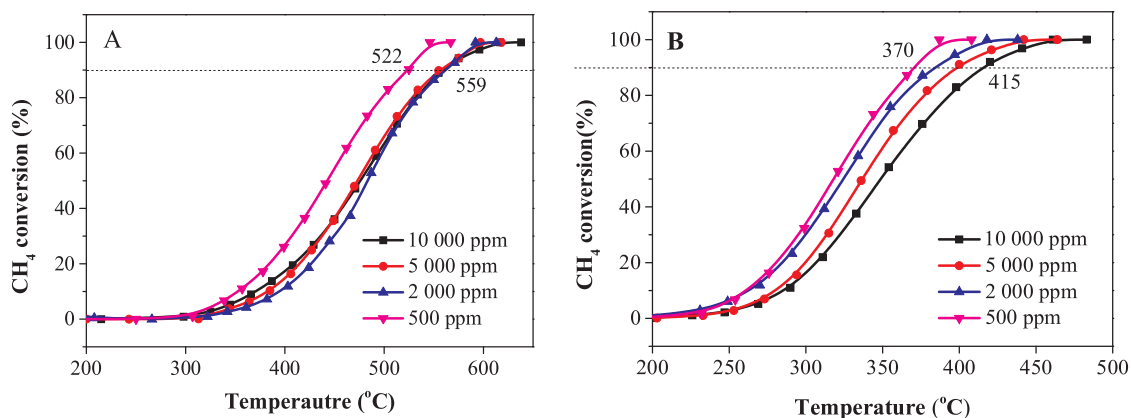 A
100
80
60
40
20
0
CH4 conversion (%)
522
559
10 000 ppm
5 000 ppm
2 000 ppm
500 ppm
200
300
400
500
600
Temperautre (oC)
B
100
80
60
40
20
0
CH4 conversion(%)
370
415
10 000 ppm
5 000 ppm
2 000 ppm
500 ppm
200
250
300
350
400
450
500
Temperature (oC)